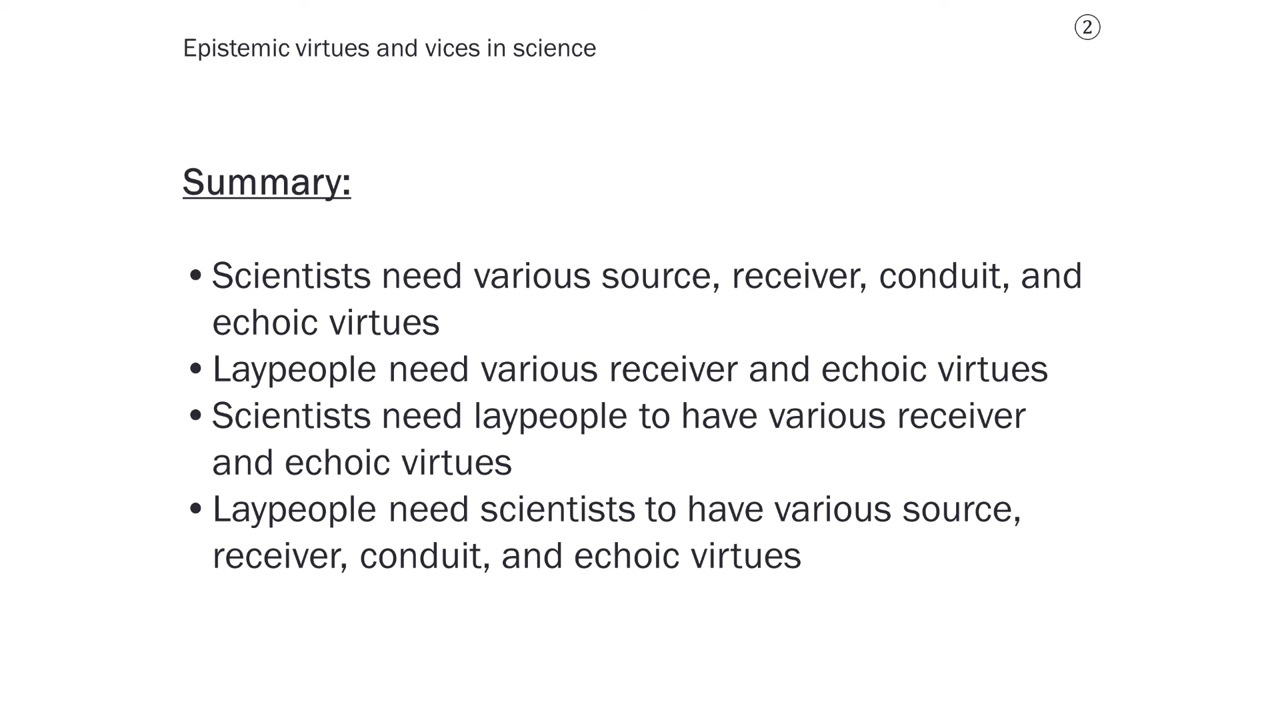 ②
Epistemic virtues and vices in science
Summary:
• Scientists need various source, receiver, conduit, and
echoic virtues
• Laypeople need various receiver and echoic virtues
• Scientists need laypeople to have various receiver
and echoic virtues
• Laypeople need scientists to have various source,
receiver, conduit, and echoic virtues